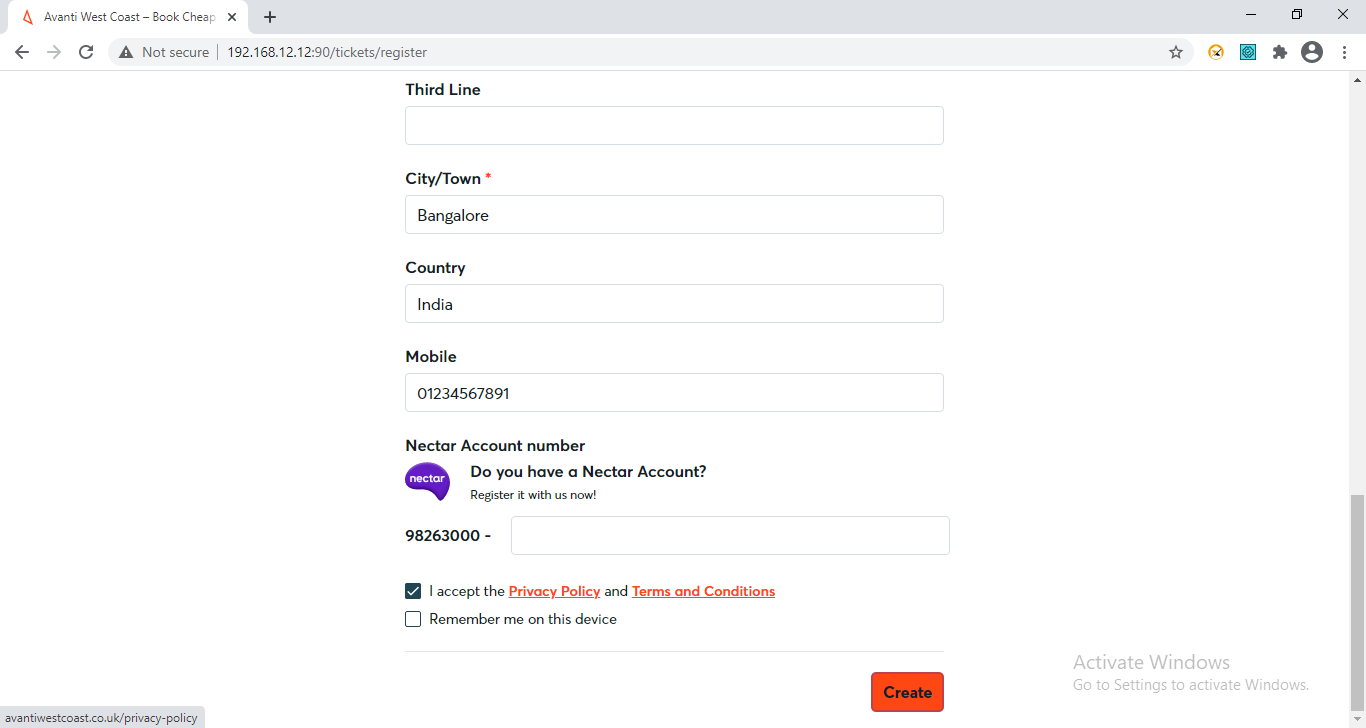 Avanti West Coast – Book Cheap
Not secure 192.168.12.12:90/tickets/register
Third Line
City/Town *
Bangalore
Country
India
Mobile
01234567891
Nectar Account number
nectar
Do you have a Nectar Account?
Register it with us now!
98263000 -
I accept the Privacy Policy and Terms and Conditions
Remember me on this device
Create
Activate Windows
Go to Settings to activate Windows.
avantiwestcoast.co.uk/privacy-policy